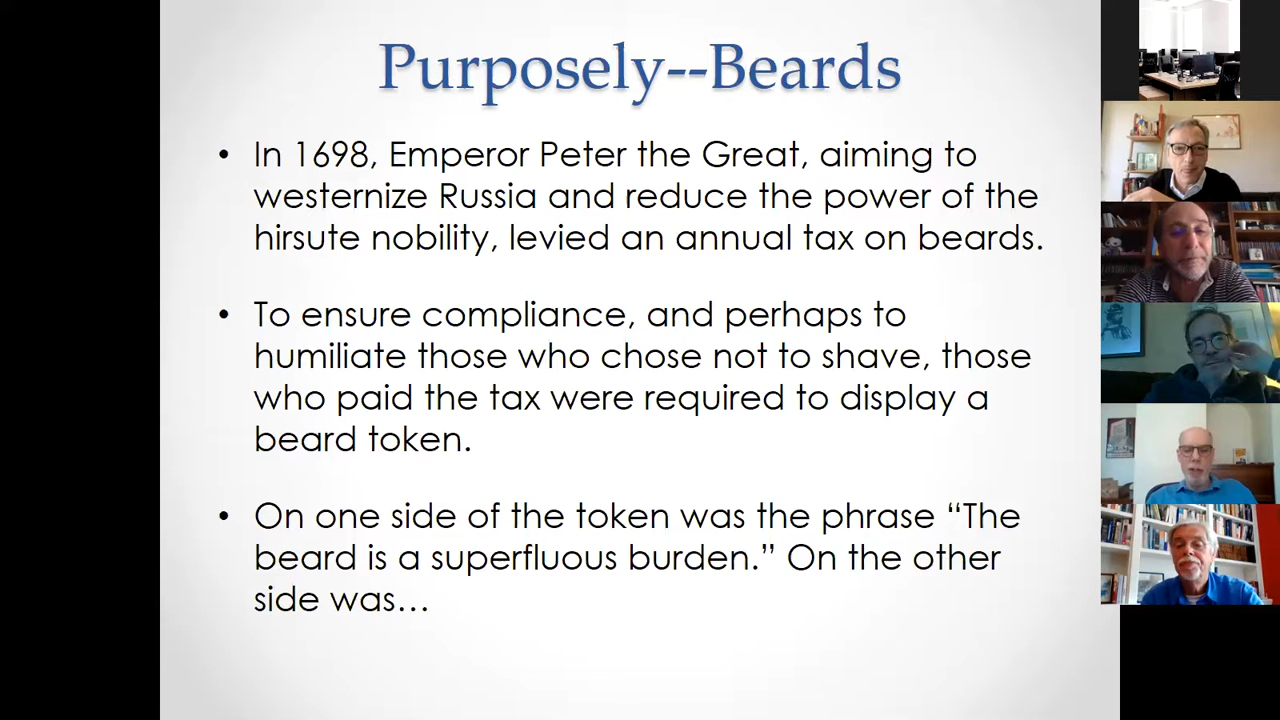 Purposely--Beards
• In 1698, Emperor Peter the Great, aiming to
westernize Russia and reduce the power of the
hirsute nobility, levied an annual tax on beards.
• To ensure compliance, and perhaps to
humiliate those who chose not to shave, those
who paid the tax were required to display a
beard token.
• On one side of the token was the phrase “The
beard is a superfluous burden.” On the other
side was…